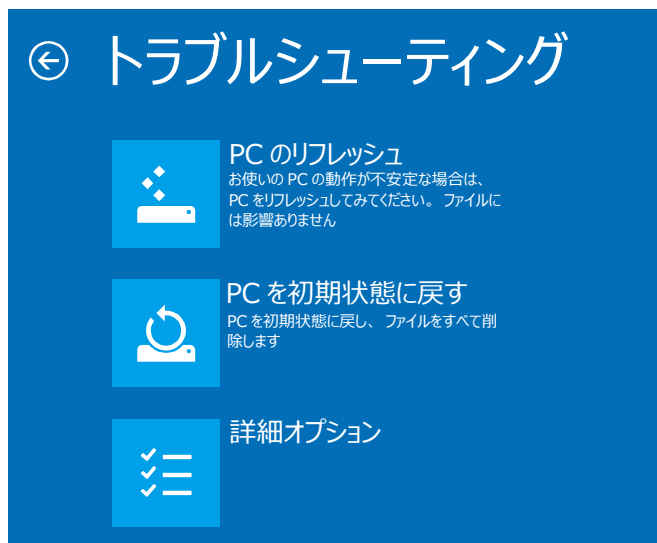 トラブルシューティング
PC のリフレッシュ
お使いの PC の動作が不安定な場合は、
PC をリフレッシュしてみてください。 ファイルに
は影響ありません
PC を初期状態に戻す
PC を初期状態に戻し、 ファイルをすべて削
除します
詳細オプション